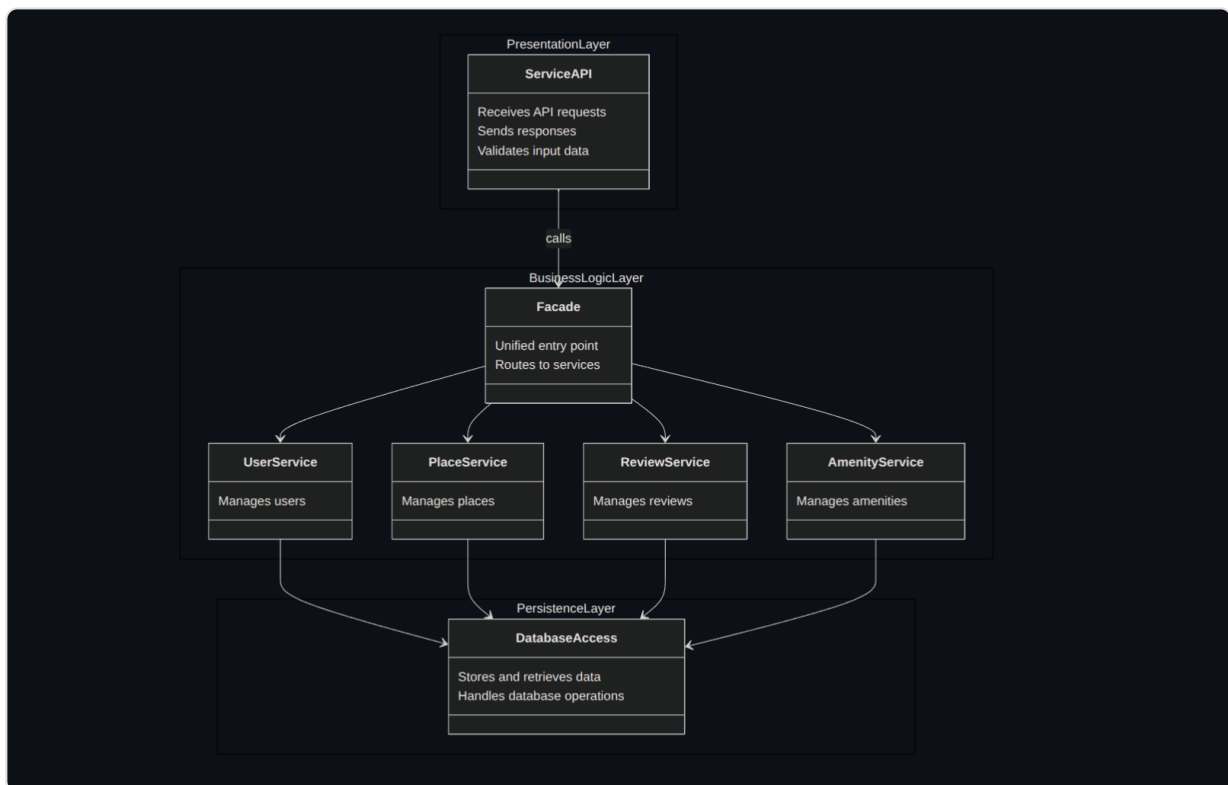 PresentationLayer
ServiceAPI
Receives API requests
Sends responses
Validates input data
calls
BusinessLogicLayer
Facade
Unified entry point
Routes to services
UserService
Manages users
PlaceService
Manages places
ReviewService
Manages reviews
AmenityService
Manages amenities
PersistenceLayer
DatabaseAccess
Stores and retrieves data
Handles database operations